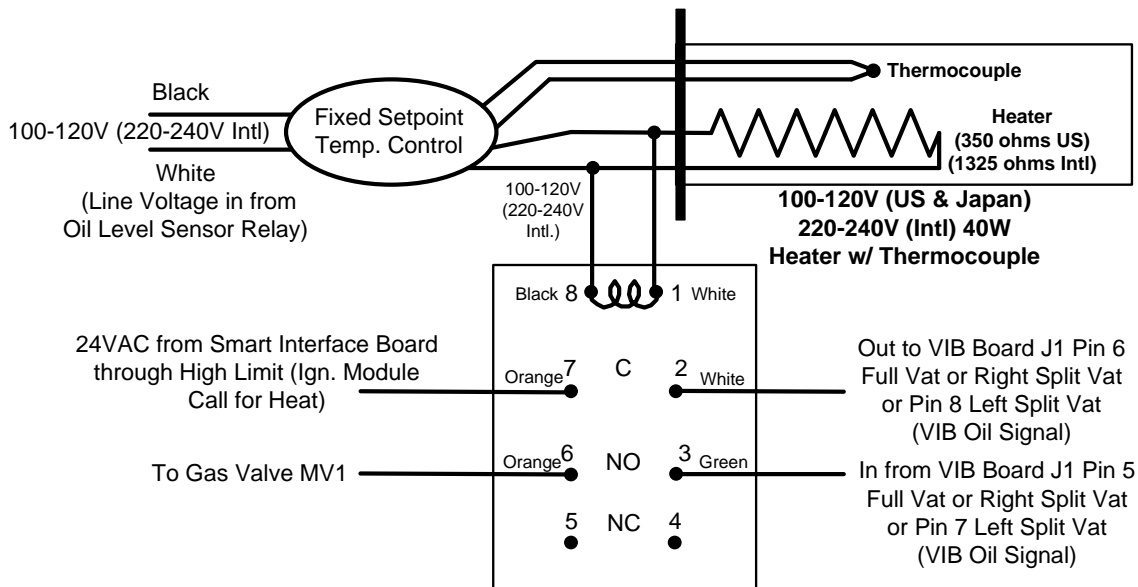 Black
100-120V (220-240V Intl)
White
(Line Voltage in from
Oil Level Sensor Relay)
Fixed Setpoint
Temp. Control
Thermocouple
Heater
(350 ohms US)
(1325 ohms Intl)
100-120V
(220-240V
Intl.)
100-120V (US & Japan)
220-240V (Intl) 40W
Heater w/ Thermocouple
Black 8
1 White
24VAC from Smart Interface Board
through High Limit (Ign. Module
Call for Heat)
Orange 7
C
2 White
Out to VIB Board J1 Pin 6
Full Vat or Right Split Vat
or Pin 8 Left Split Vat
(VIB Oil Signal)
To Gas Valve MV1
Orange 6
NO
3 Green
In from VIB Board J1 Pin 5
Full Vat or Right Split Vat
or Pin 7 Left Split Vat
(VIB Oil Signal)
5
NC
4